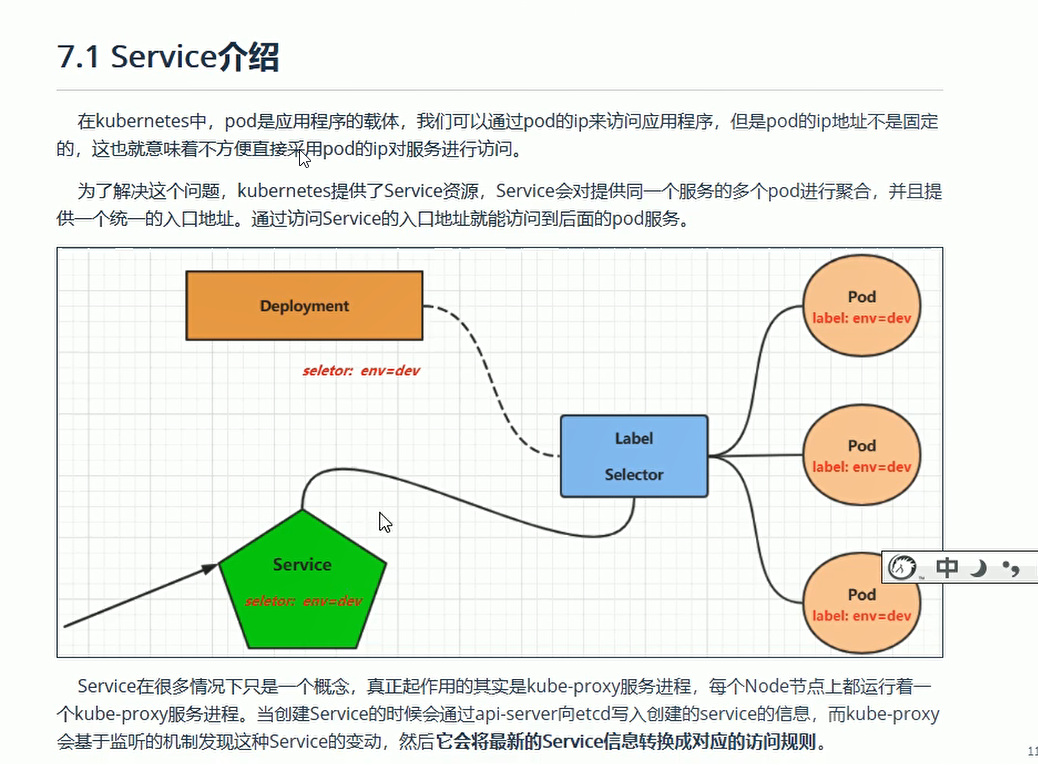 7.1 Service介绍
在kubernetes中，pod是应用程序的载体，我们可以通过pod的ip来访问应用程序，但是pod的ip地址不是固定
的，这也就意味着不方便直接采用pod的ip对服务进行访问。
为了解决这个问题，kubernetes提供了Service资源，Service会对提供同一个服务的多个pod进行聚合，并且提
供一个统一的入口地址。通过访问Service的入口地址就能访问到后面的pod服务。
Deployment
seletor: env=dev
Pod
label: env=dev
Label
Selector
Pod
label: env=dev
Service
seletor: env=dev
Pod
label: env=dev
中
Service在很多情况下只是一个概念，真正起作用的其实是kube-proxy服务进程，每个Node节点上都运行着一
个kube-proxy服务进程。当创建Service的时候会通过api-server向etcd写入创建的service的信息，而kube-proxy
会基于监听的机制发现这种Service的变动，然后它会将最新的Service信息转换成对应的访问规则。